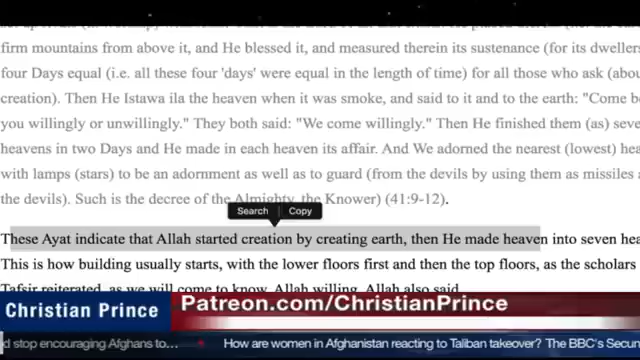 firm mountains from above it, and He blessed it, and measured therein its sustenance (for its dwellers
four Days equal (i.e. all these four 'days' were equal in the length of time) for all those who ask (abou
creation). Then He Istawa ila the heaven when it was smoke, and said to it and to the earth: "Come b
you willingly or unwillingly." They both said: "We come willingly." Then He finished them (as) seve
heavens in two Days and He made in each heaven its affair. And We adorned the nearest (lowest) hea
with lamps (stars) to be an adornment as well as to guard (from the devils by using them as missiles a
the devils). Such is the decree of the Almighty, the Knower) (41:9-12).
Search Copy
These Ayat indicate that Allah started creation by creating earth, then He made heaven into seven hea
This is how building usually starts, with the lower floors first and then the top floors, as the scholars
Tafsir reiterated, as we will come to know, Allah willing. Allah also said
Christian Prince Patreon.com/ChristianPrince
d stop encouraging Afghans to... How are women in Afghanistan reacting to Taliban takeover? The BBC's Secur